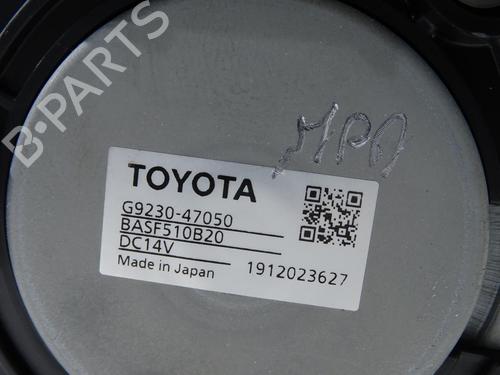 B-PARTS
TOYOTA
G9230-47050
BASF510B20
DC14V
Made in Japan
1912023627